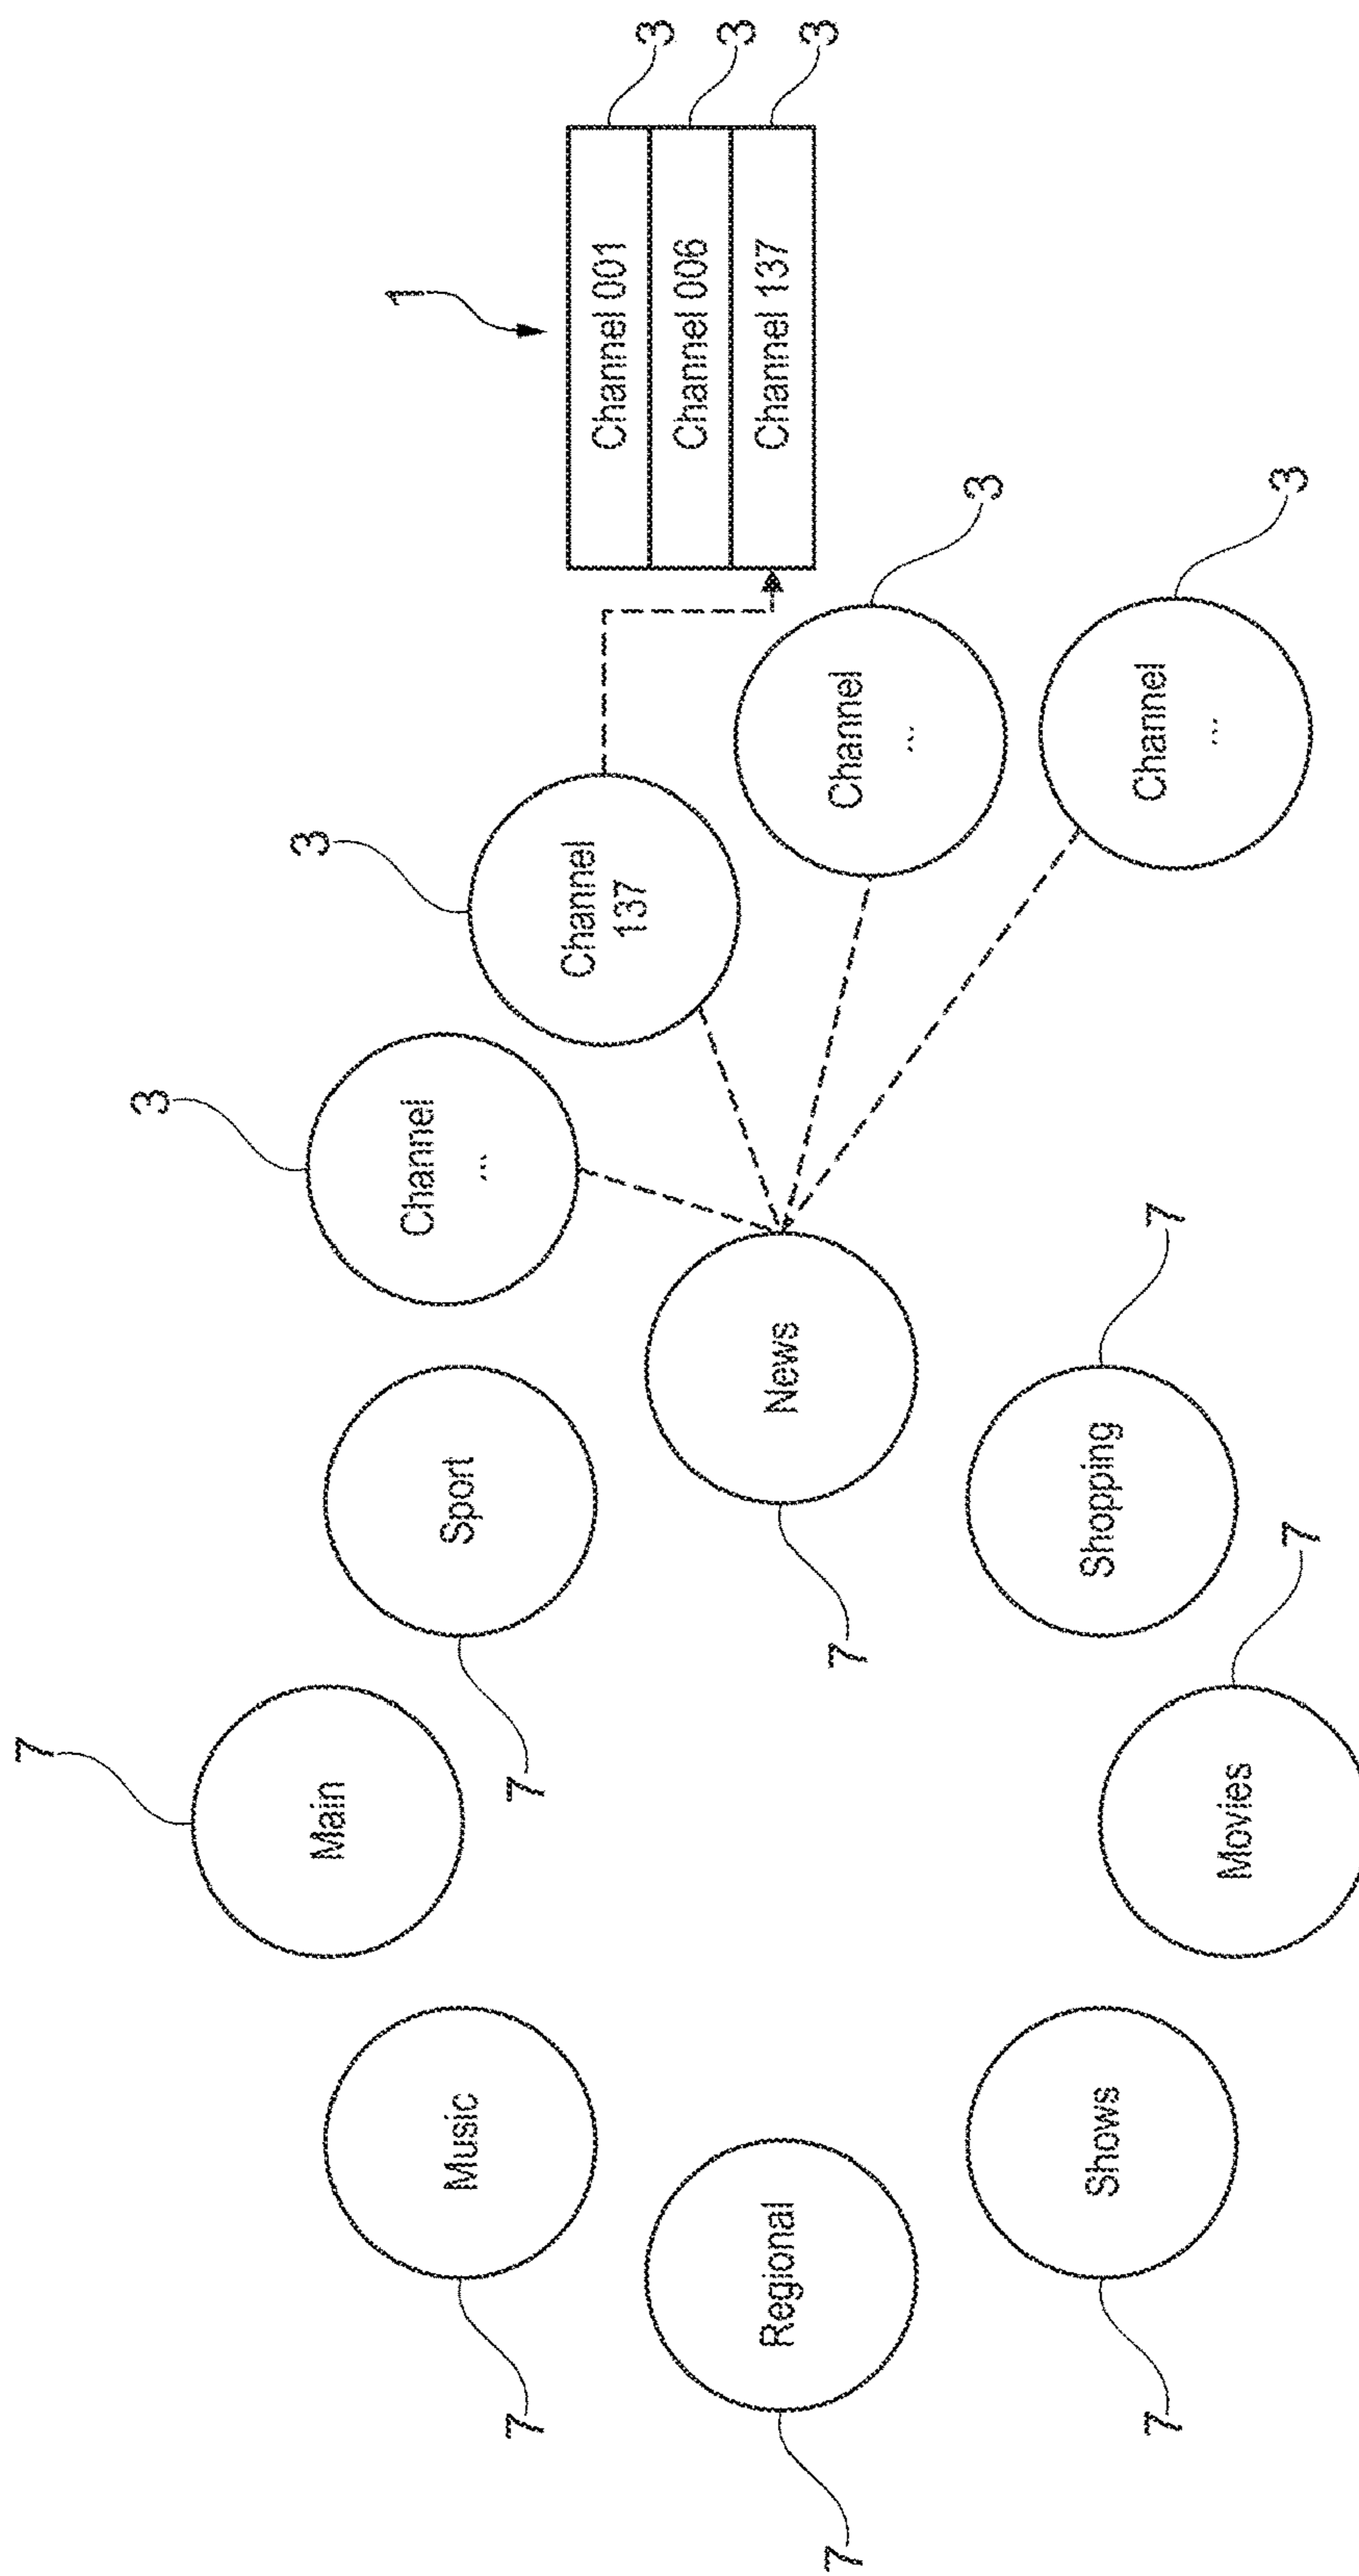 7
3
3
Main
1
Channel
...
Music
Sport
7
7
Channel
137
Channel 001
3
Channel 006
3
Channel 137
3
Regional
News
7
7
Channel
...
3
Shows
Shopping
7
7
Channel
...
3
Movies
7